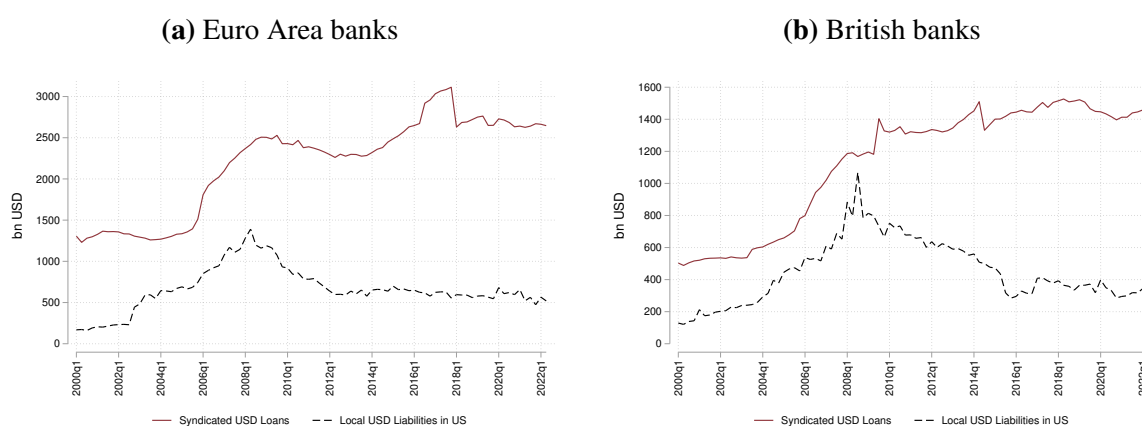 (a) Euro Area banks
bn USD
3000
2500
2000
1500
1000
500
0
2000q1
2002q1
2004q1
2006q1
2008q1
2010q1
2012q1
2014q1
2016q1
2018q1
2020q1
2022q1
Syndicated USD Loans
Local USD Liabilities in US
(b) British banks
bn USD
1600
1400
1200
1000
800
600
400
200
0
2000q1
2002q1
2004q1
2006q1
2008q1
2010q1
2012q1
2014q1
2016q1
2018q1
2020q1
2022q1
Syndicated USD Loans
Local USD Liabilities in US